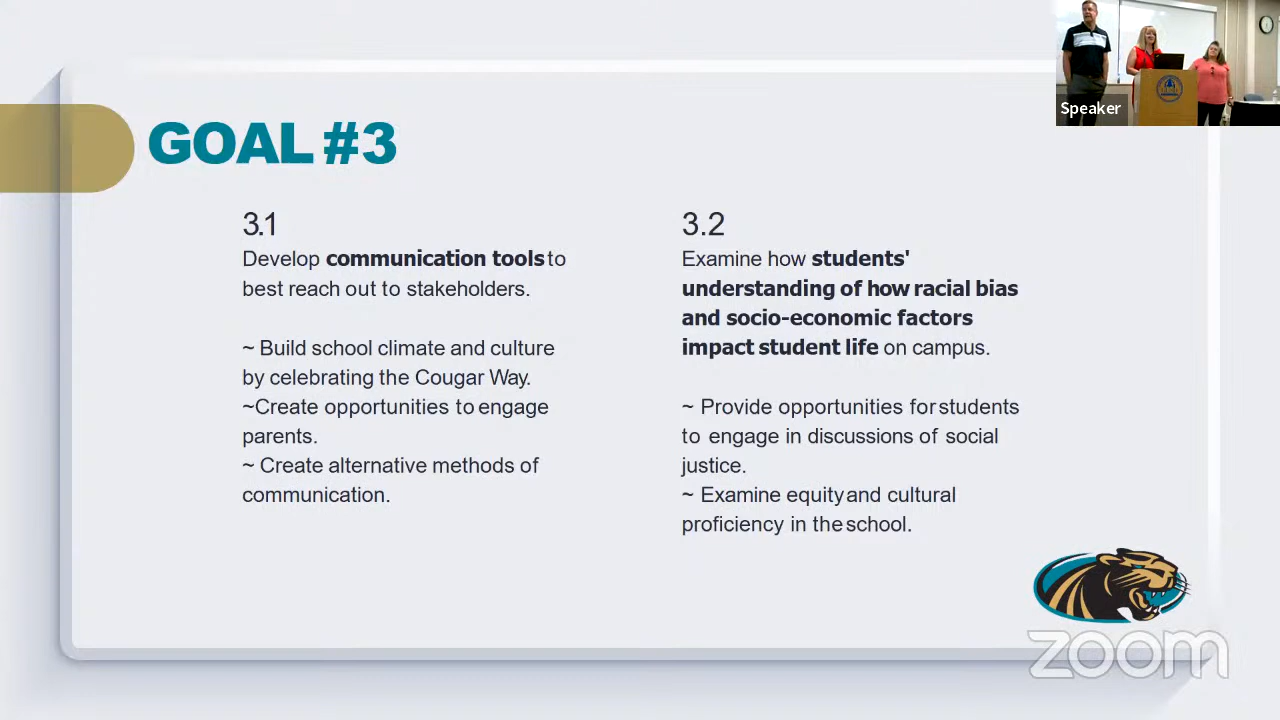 Speaker
GOAL #3
3.1
Develop communication tools to
best reach out to stakeholders.
~ Build school climate and culture
by celebrating the Cougar Way.
~Create opportunities to engage
parents.
~ Create alternative methods of
communication.
3.2
Examine how students'
understanding of how racial bias
and socio-economic factors
impact student life on campus.
~ Provide opportunities for students
to engage in discussions of social
justice.
~ Examine equity and cultural
proficiency in the school.
zoom